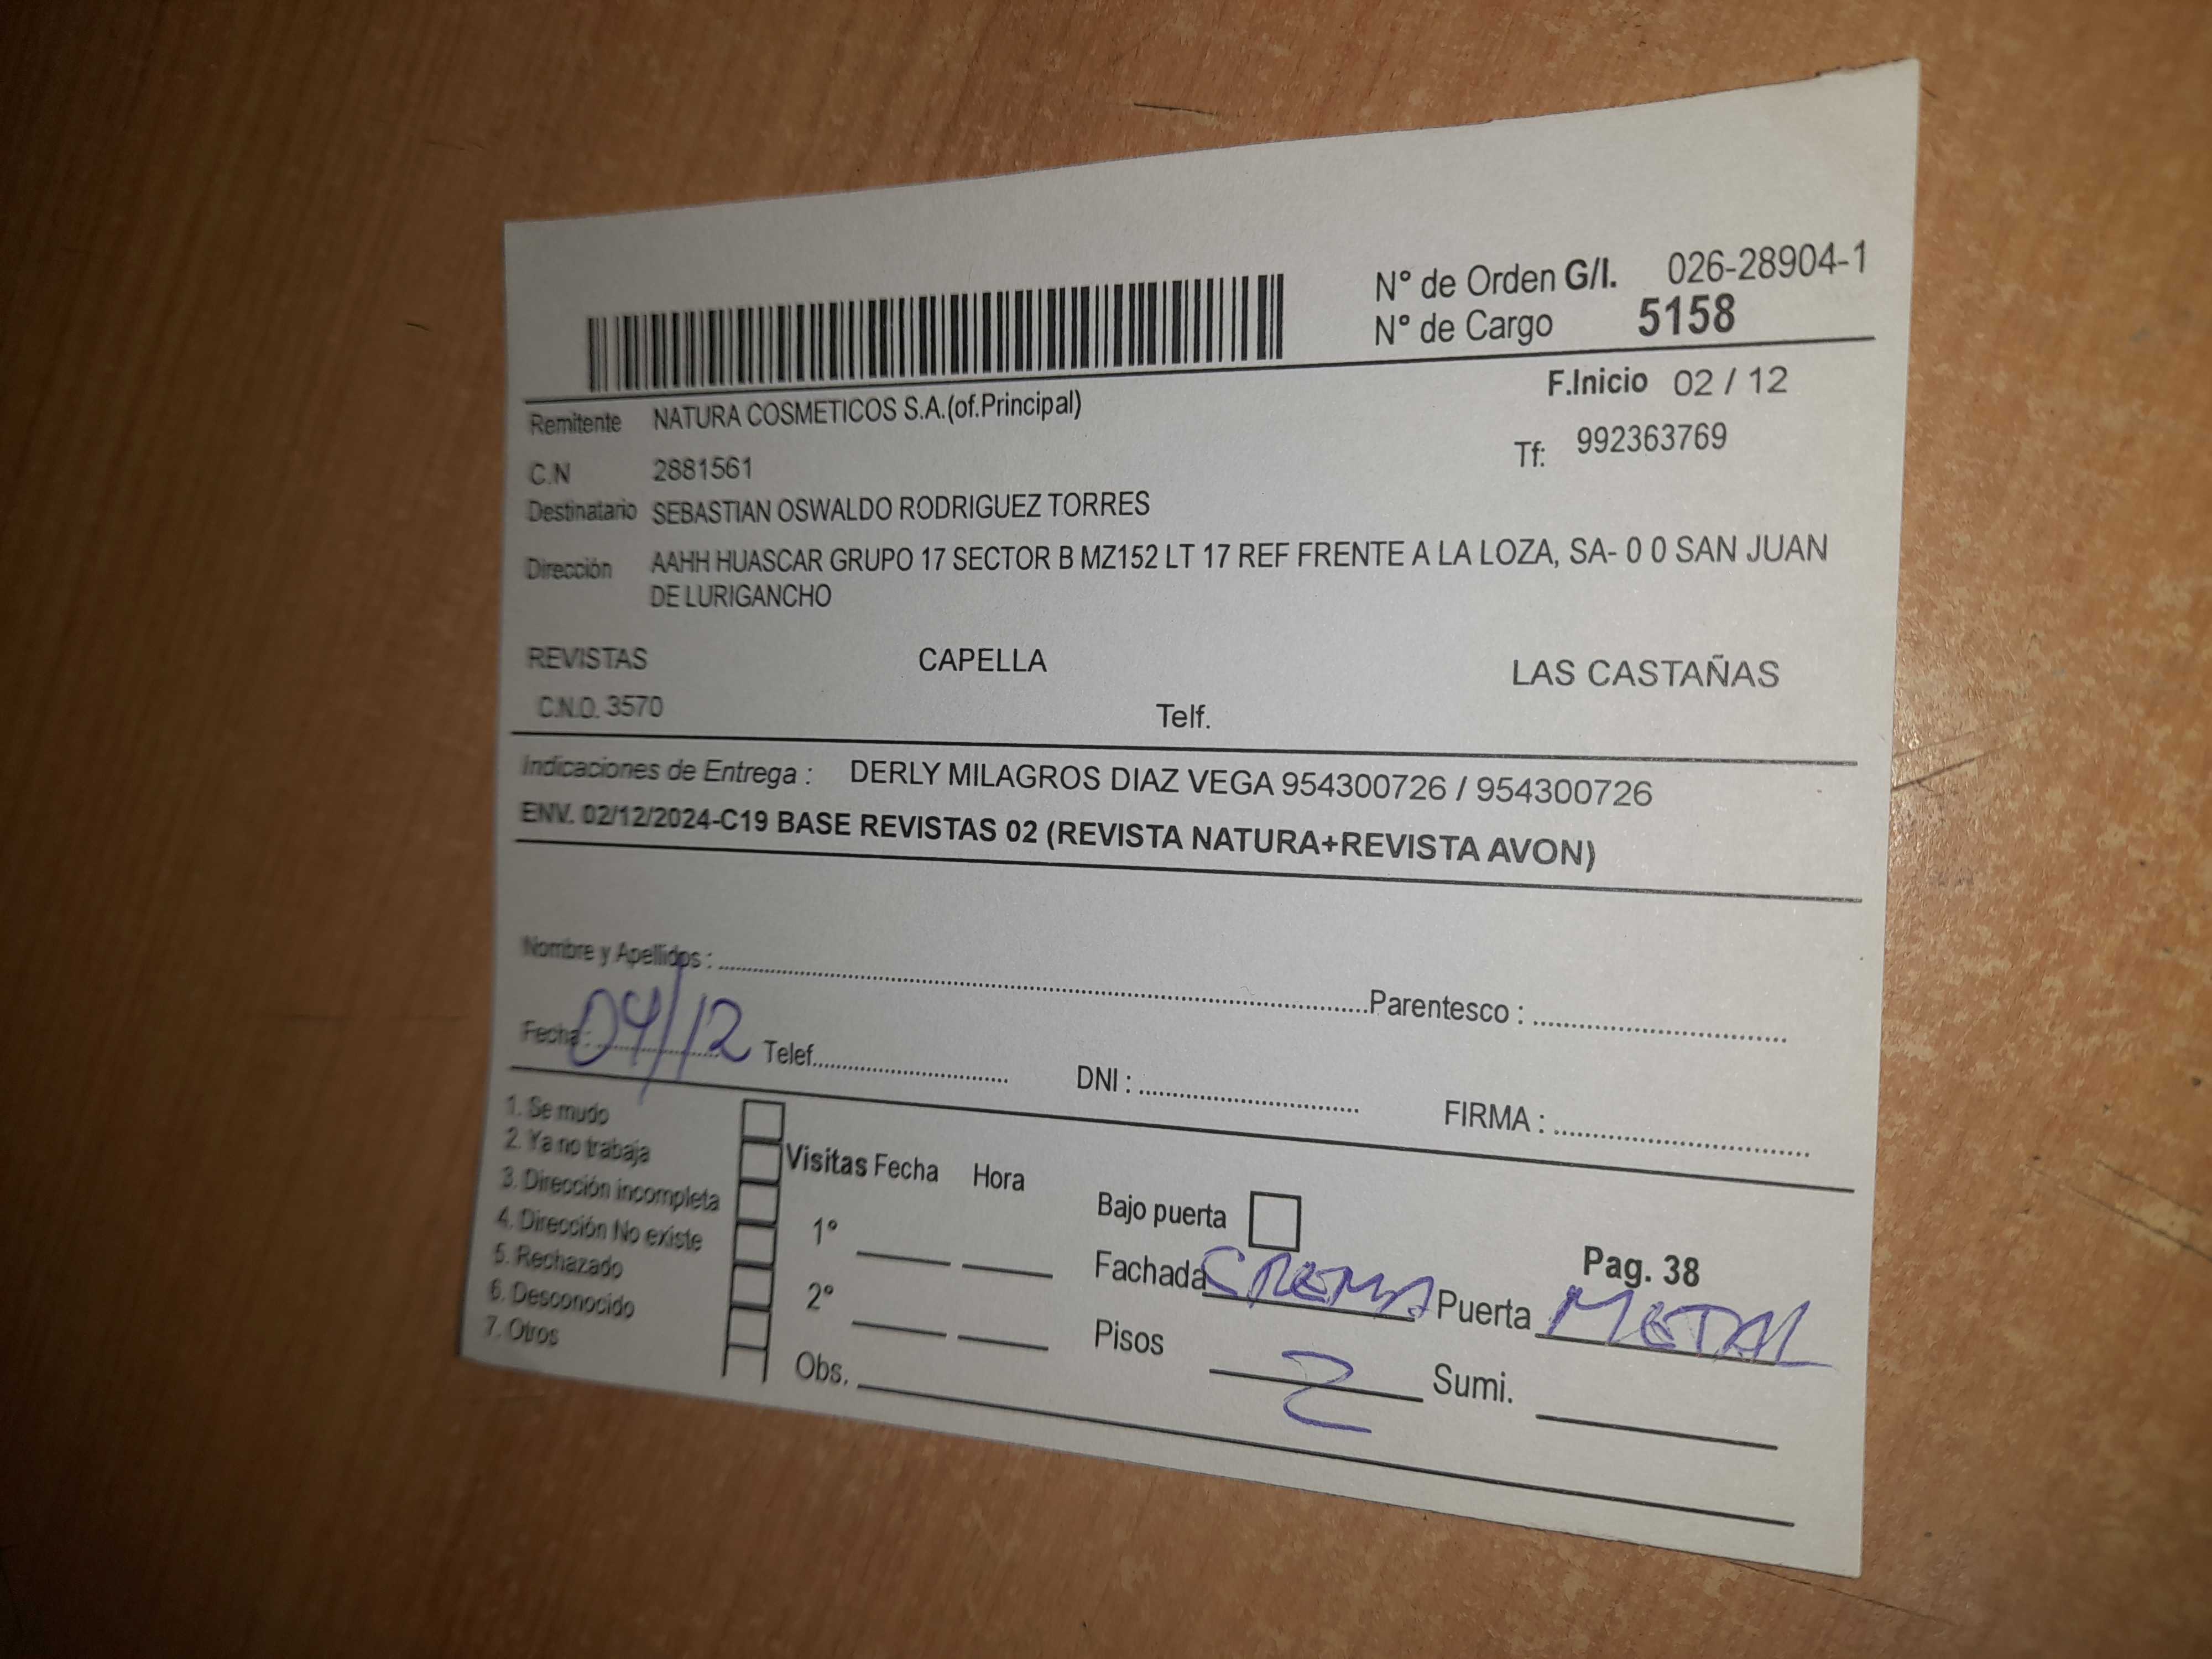 N° de Orden G/I. 026-28904-1
N° de Cargo 5158
F.Inicio 02 / 12
Remitente NATURA COSMETICOS S.A.(of.Principal)
Tf: 992363769
C.N 2881561
Destinatario SEBASTIAN OSWALDO RODRIGUEZ TORRES
Dirección AAHH HUASCAR GRUPO 17 SECTOR B MZ152 LT 17 REF FRENTE A LA LOZA, SA- 0 0 SAN JUAN
DE LURIGANCHO
REVISTAS CAPELLA LAS CASTAÑAS
C.N.O. 3570 Telf.
Indicaciones de Entrega : DERLY MILAGROS DIAZ VEGA 954300726 / 954300726
ENV. 02/12/2024-C19 BASE REVISTAS 02 (REVISTA NATURA+REVISTA AVON)
Nombre y Apellidos : Parentesco :
Fecha : 04/12 Telef. DNI : FIRMA :
1. Se mudo
2. Ya no trabaja
3. Dirección incompleta
4. Dirección No existe
5. Rechazado
6. Desconocido
7. Otros
Visitas Fecha Hora
1°
2°
Obs.
Bajo puerta
Pag. 38
Fachada CREMA Puerta METAL
Pisos 2 Sumi.